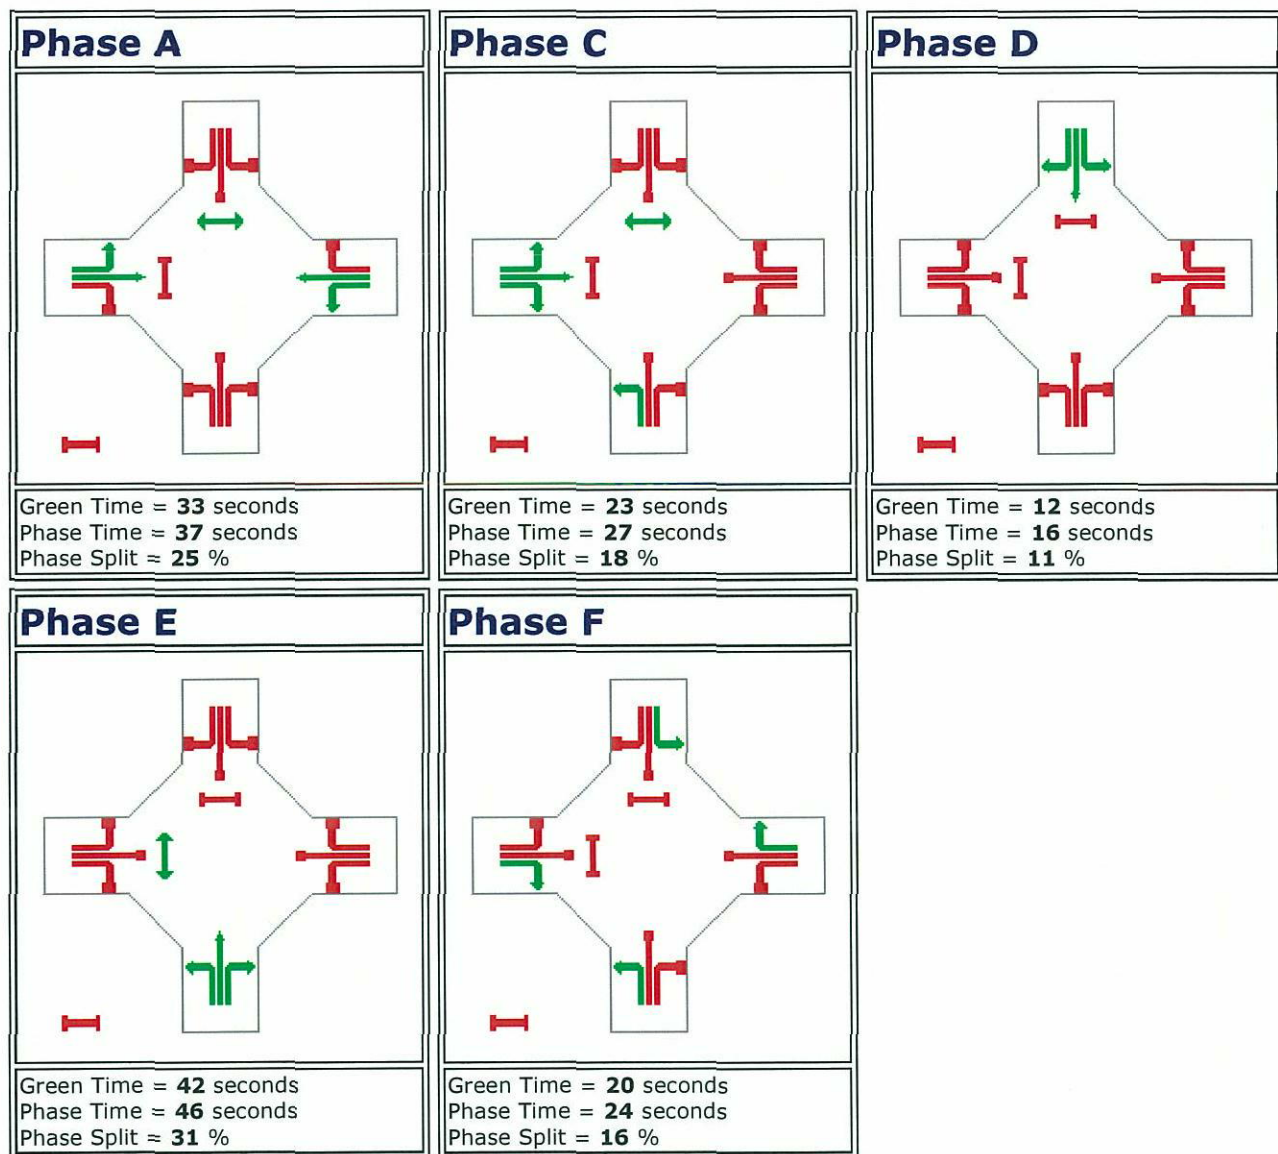 Phase A
Green Time = 33 seconds
Phase Time = 37 seconds
Phase Split = 25 %
Phase C
Green Time = 23 seconds
Phase Time = 27 seconds
Phase Split = 18 %
Phase D
Green Time = 12 seconds
Phase Time = 16 seconds
Phase Split = 11 %
Phase E
Green Time = 42 seconds
Phase Time = 46 seconds
Phase Split = 31 %
Phase F
Green Time = 20 seconds
Phase Time = 24 seconds
Phase Split = 16 %